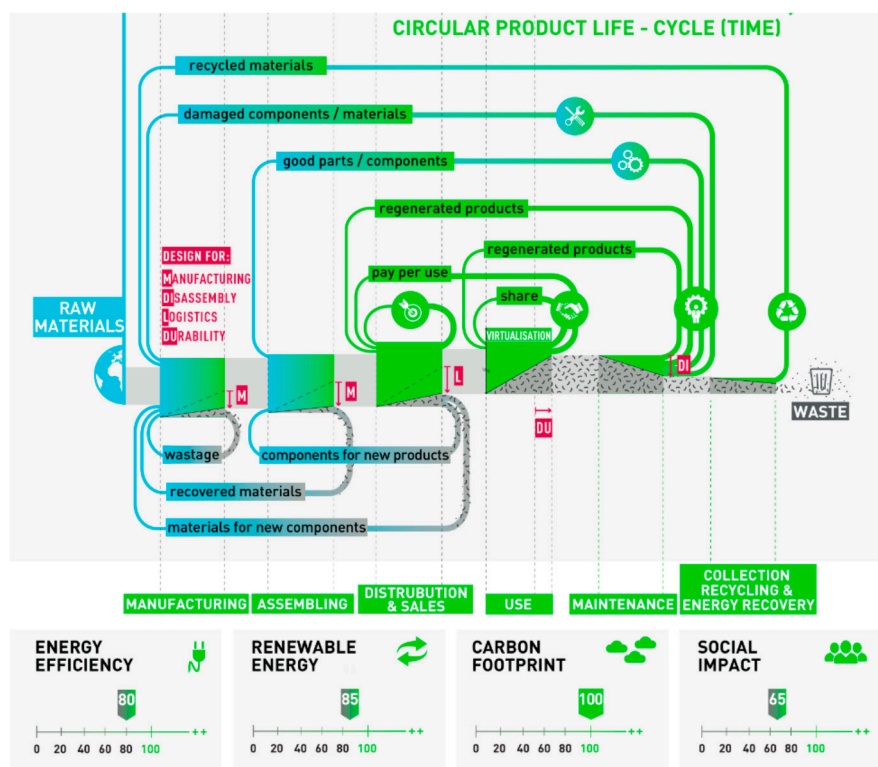 CIRCULAR PRODUCT LIFE - CYCLE (TIME)
recycled materials
damaged components / materials
good parts / components
regenerated products
regenerated products
pay per use
share
DESIGN FOR:
MANUFACTURING
DISASSEMBLY
LOGISTICS
DURABILITY
RAW
MATERIALS
VIRTUALISATION
M
M
L
DI
DU
WASTE
wastage
components for new products
recovered materials
materials for new components
MANUFACTURING
ASSEMBLING
DISTRUBUTION
& SALES
USE
MAINTENANCE
COLLECTION
RECYCLING &
ENERGY RECOVERY
ENERGY
EFFICIENCY
80
0 20 40 60 80 100 ++
RENEWABLE
ENERGY
85
0 20 40 60 80 100 ++
CARBON
FOOTPRINT
100
0 20 40 60 80 100 ++
SOCIAL
IMPACT
65
0 20 40 60 80 100 ++